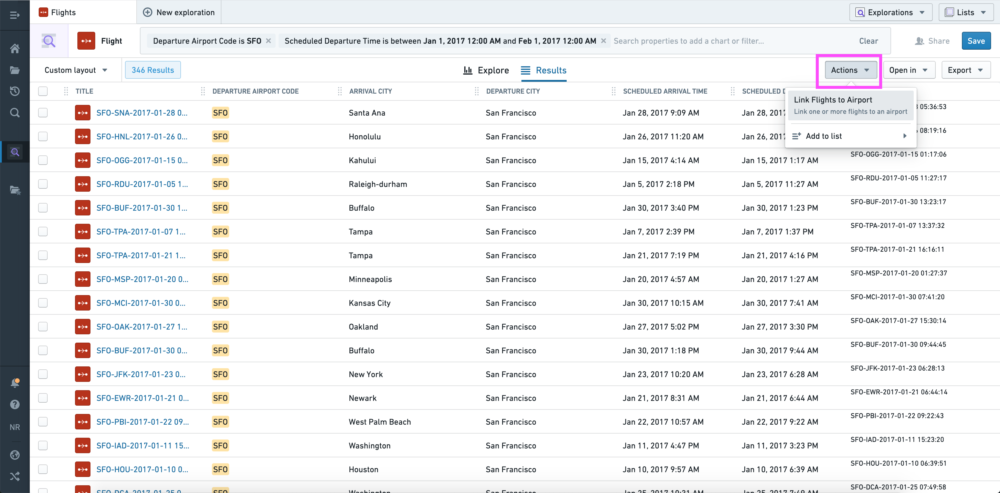 Flights
New exploration
Explorations
Lists
Flight
Departure Airport Code is SFO
Scheduled Departure Time is between Jan 1, 2017 12:00 AM and Feb 1, 2017 12:00 AM
Search properties to add a chart or filter...
Clear
Share
Save
Custom layout
346 Results
Explore
Results
Actions
Open in
Export
TITLE DEPARTURE AIRPORT CODE ARRIVAL CITY DEPARTURE CITY SCHEDULED ARRIVAL TIME SCHEDULED D
Link Flights to Airport
Link one or more flights to an airport
Add to list
SFO-SNA-2017-01-28 0... SFO Santa Ana San Francisco Jan 28, 2017 9:09 AM Jan 28, 2017 05:36:53
SFO-HNL-2017-01-26 0... SFO Honolulu San Francisco Jan 26, 2017 11:20 AM Jan 26, 2017 08:19:16
SFO-OGG-2017-01-15 0... SFO Kahului San Francisco Jan 15, 2017 4:14 AM Jan 15, 2017 1:17 AM SFO-OGG-2017-01-15 01:17:06
SFO-RDU-2017-01-05 1... SFO Raleigh-durham San Francisco Jan 5, 2017 2:18 PM Jan 5, 2017 11:27 AM SFO-RDU-2017-01-05 11:27:17
SFO-BUF-2017-01-30 1... SFO Buffalo San Francisco Jan 30, 2017 3:40 PM Jan 30, 2017 1:23 PM SFO-BUF-2017-01-30 13:23:17
SFO-TPA-2017-01-07 1... SFO Tampa San Francisco Jan 7, 2017 2:39 PM Jan 7, 2017 1:37 PM SFO-TPA-2017-01-07 13:37:32
SFO-TPA-2017-01-21 1... SFO Tampa San Francisco Jan 21, 2017 7:19 PM Jan 21, 2017 4:16 PM SFO-TPA-2017-01-21 16:16:11
SFO-MSP-2017-01-20 0... SFO Minneapolis San Francisco Jan 20, 2017 4:57 AM Jan 20, 2017 1:27 AM SFO-MSP-2017-01-20 01:27:37
SFO-MCI-2017-01-30 0... SFO Kansas City San Francisco Jan 30, 2017 10:15 AM Jan 30, 2017 7:41 AM SFO-MCI-2017-01-30 07:41:20
SFO-OAK-2017-01-27 1... SFO Oakland San Francisco Jan 27, 2017 5:02 PM Jan 27, 2017 3:30 PM SFO-OAK-2017-01-27 15:30:14
SFO-BUF-2017-01-30 0... SFO Buffalo San Francisco Jan 30, 2017 1:18 PM Jan 30, 2017 9:44 AM SFO-BUF-2017-01-30 09:44:45
SFO-JFK-2017-01-23 0... SFO New York San Francisco Jan 23, 2017 10:20 AM Jan 23, 2017 6:28 AM SFO-JFK-2017-01-23 06:28:13
SFO-EWR-2017-01-21 0... SFO Newark San Francisco Jan 21, 2017 8:31 AM Jan 21, 2017 6:44 AM SFO-EWR-2017-01-21 06:44:14
SFO-PBI-2017-01-22 09... SFO West Palm Beach San Francisco Jan 22, 2017 10:57 AM Jan 22, 2017 9:22 AM SFO-PBI-2017-01-22 09:22:43
SFO-IAD-2017-01-11 15... SFO Washington San Francisco Jan 11, 2017 4:47 PM Jan 11, 2017 3:23 PM SFO-IAD-2017-01-11 15:23:20
SFO-HOU-2017-01-10 0... SFO Houston San Francisco Jan 10, 2017 9:57 AM Jan 10, 2017 6:39 AM SFO-HOU-2017-01-10 06:39:51
SFO-DCA-2017-01-25 0... SFO Washington San Francisco Jan 25, 2017 10:31 AM Jan 25, 2017 7:49 AM SFO-DCA-2017-01-25 07:49:58
NR